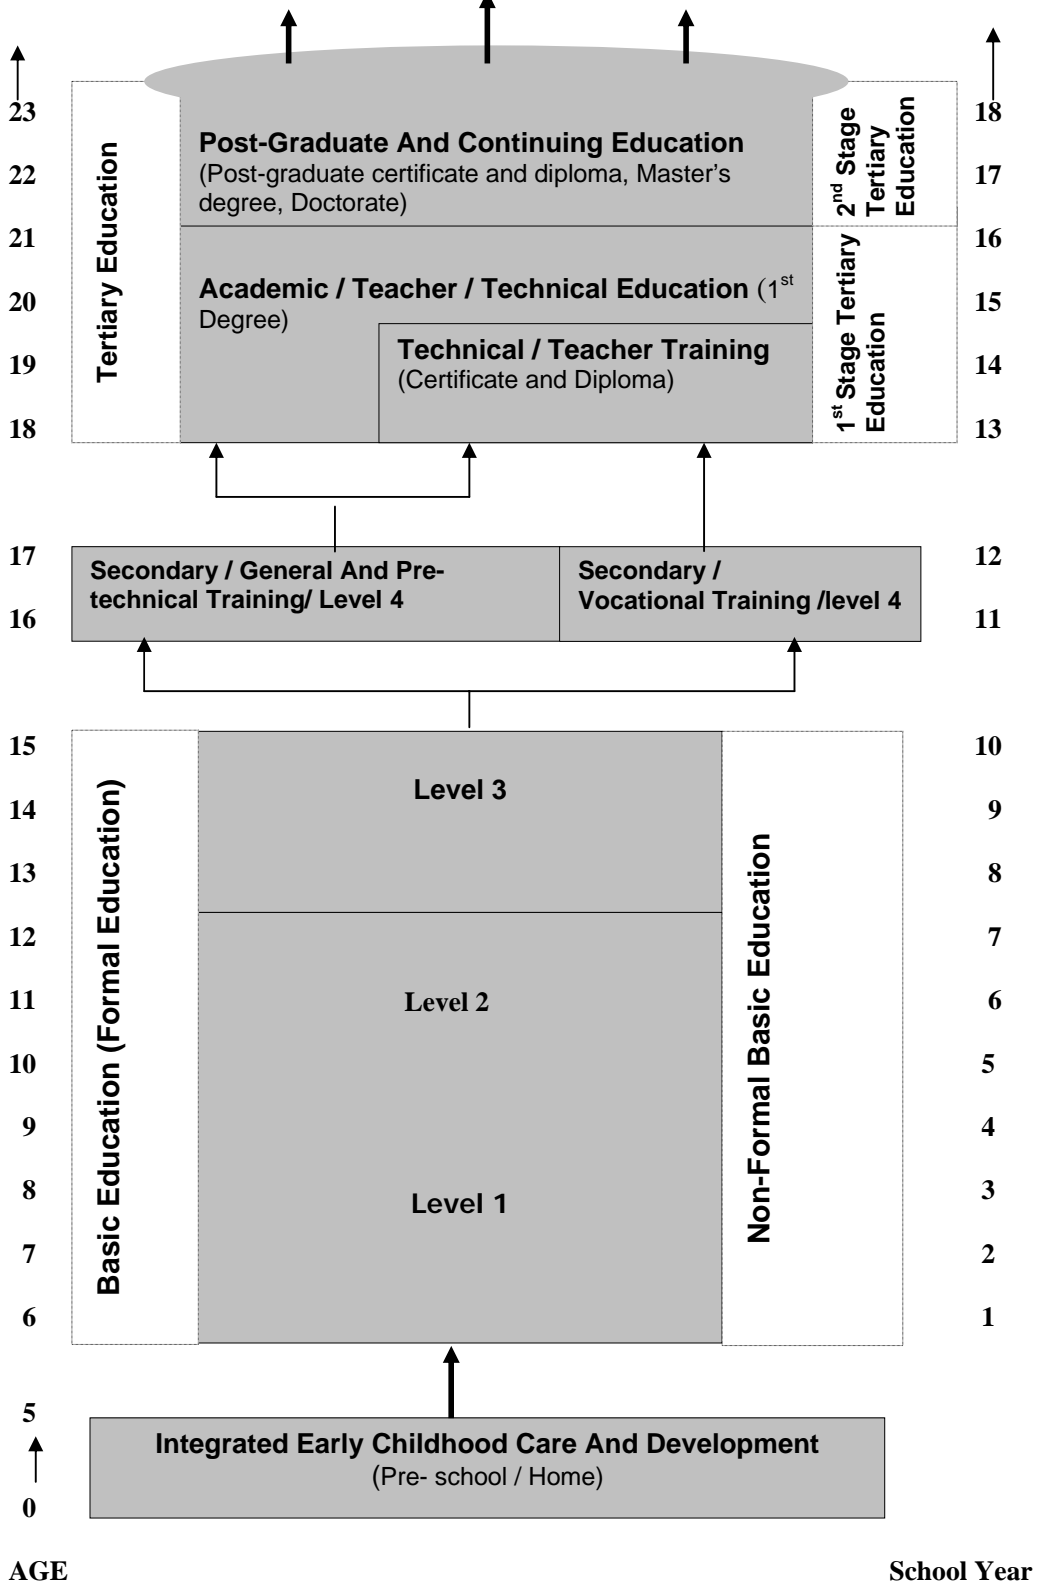 23
18
Post-Graduate And Continuing Education
(Post-graduate certificate and diploma, Master's
degree, Doctorate)
22
17
2nd Stage
Tertiary
Education
Tertiary Education
21
16
Academic / Teacher / Technical Education (1st
Degree)
20
15
Technical / Teacher Training
(Certificate and Diploma)
19
14
1st Stage Tertiary
Education
18
13
17
12
Secondary / General And Pre-
technical Training/ Level 4
Secondary /
Vocational Training /level 4
16
11
15
10
Level 3
14
9
13
8
Basic Education (Formal Education)
Non-Formal Basic Education
12
7
11
6
Level 2
10
5
9
4
8
3
Level 1
7
2
6
1
5
Integrated Early Childhood Care And Development
(Pre- school / Home)
0
AGE
School Year